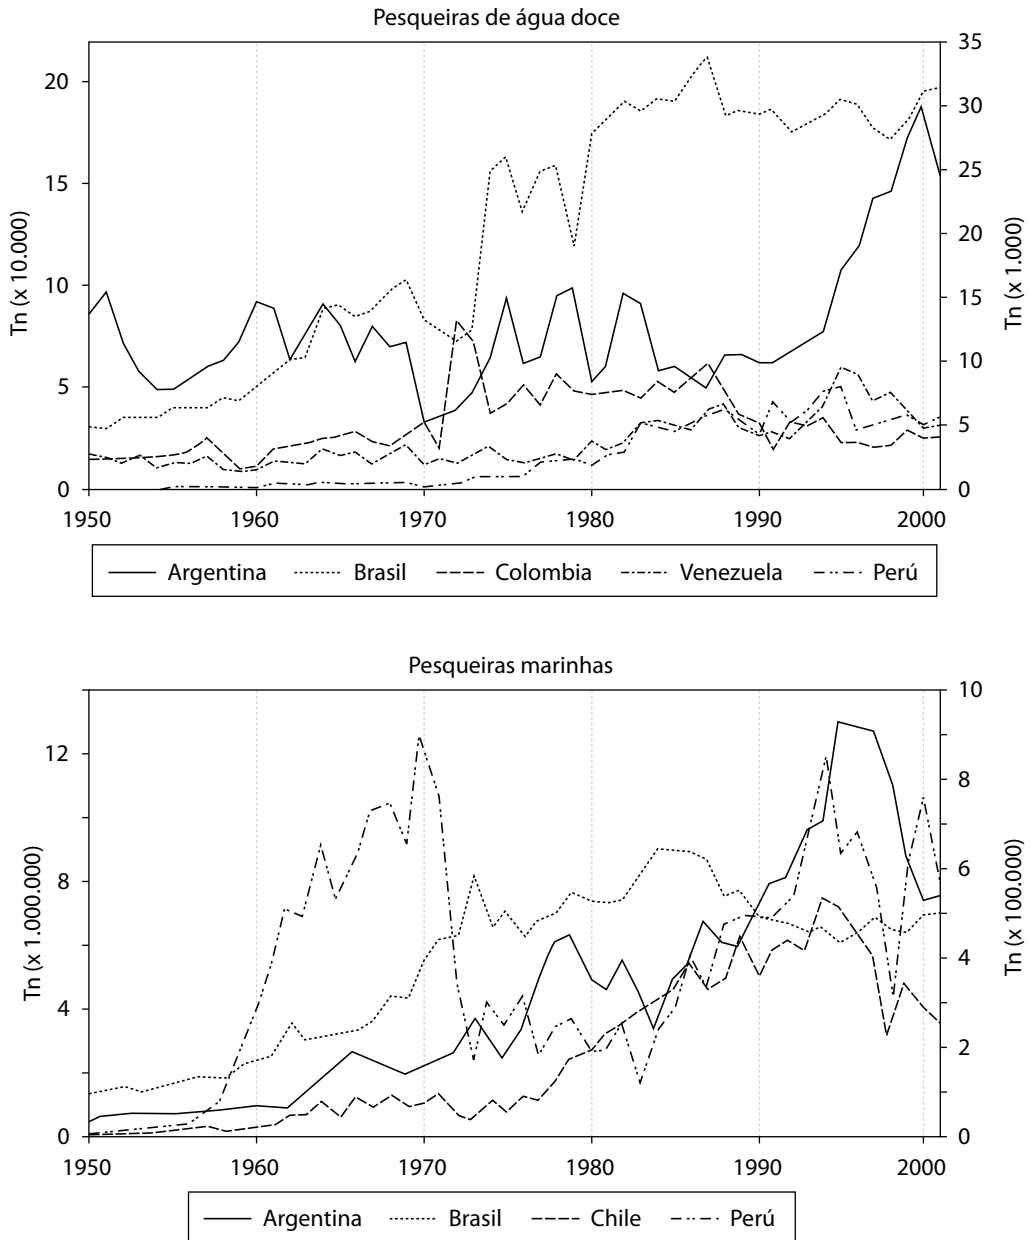 Pesqueiras de água doce
35
20
30
25
15
20
Tn (x 10.000)
Tn (x 1.000)
10
15
10
5
5
0
0
1950 1960 1970 1980 1990 2000
Argentina Brasil Colombia Venezuela Perú
Pesqueiras marinhas
10
12
8
8
6
Tn (x 1.000.000)
Tn (x 100.000)
4
4
2
0
0
1950 1960 1970 1980 1990 2000
Argentina Brasil Chile Perú